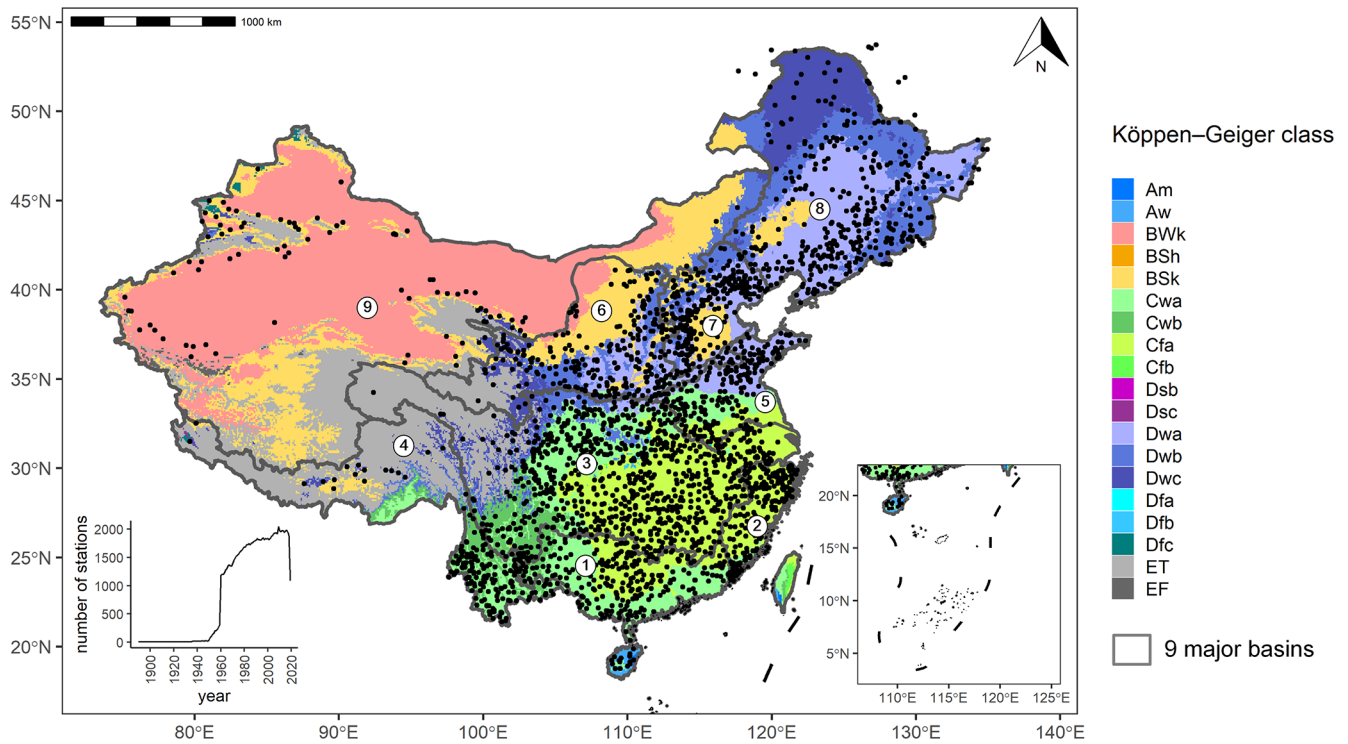 55°N
50°N
45°N
40°N
35°N
30°N
25°N
20°N
1000 km
N
8
9
6
7
5
4
3
2
1
number of stations
2000
1500
1000
500
0
1900
1920
1940
1960
1980
2000
2020
year
20°N
15°N
10°N
5°N
110°E
115°E
120°E
125°E
80°E
90°E
100°E
110°E
120°E
130°E
140°E
Köppen–Geiger class
Am
Aw
BWk
BSh
BSk
Cwa
Cwb
Cfa
Cfb
Dsb
Dsc
Dwa
Dwb
Dwc
Dfa
Dfb
Dfc
ET
EF
9 major basins